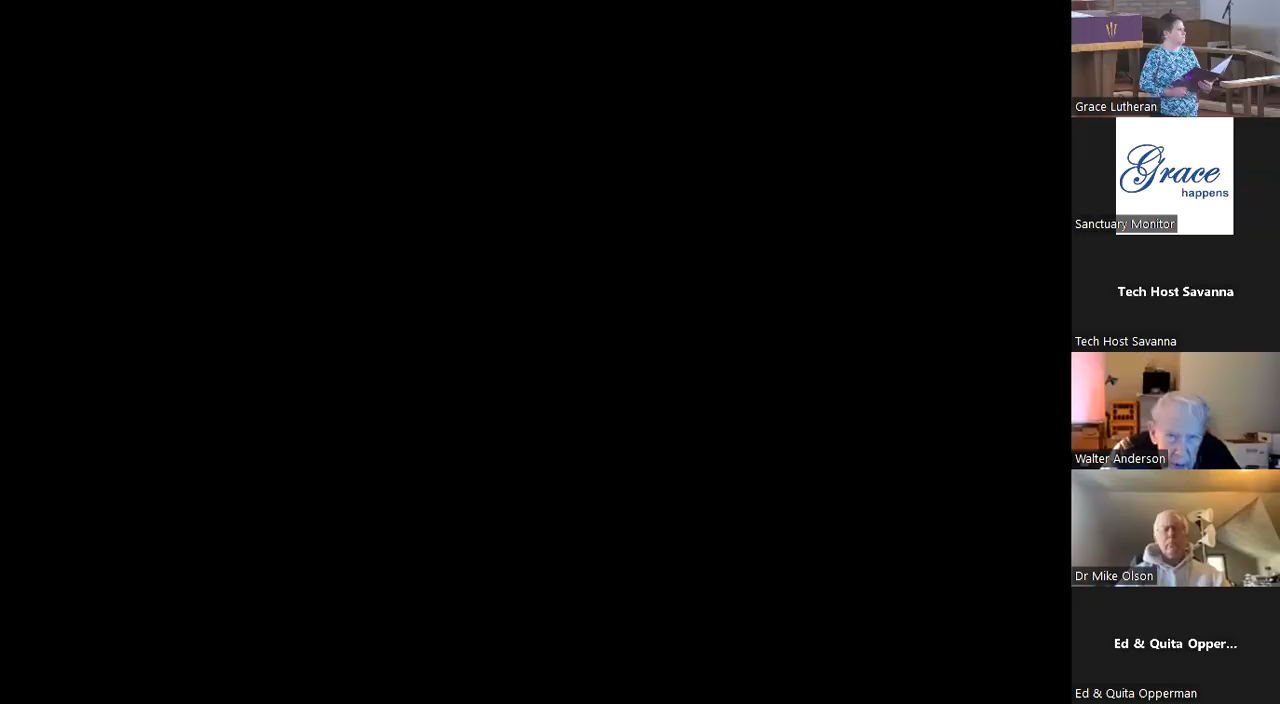 Grace Lutheran
Grace
happens
Sanctuary Monitor
Tech Host Savanna
Tech Host Savanna
Walter Anderson
Dr Mike Olson
Ed & Quita Opper...
Ed & Quita Opperman